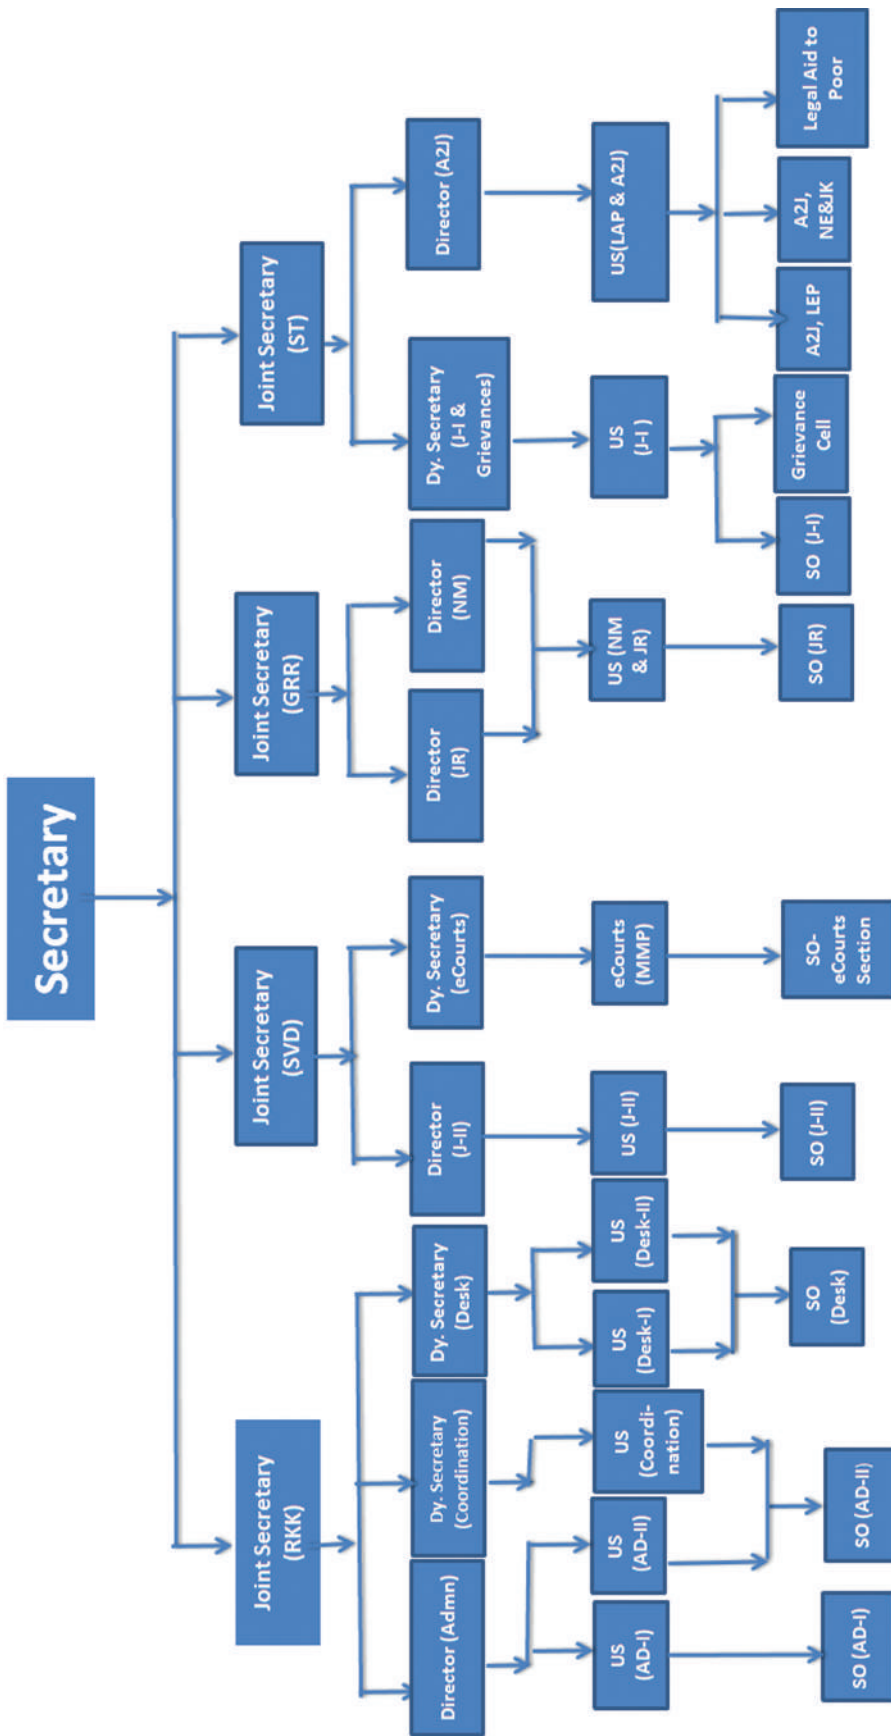 Secretary
Joint Secretary
(RKK)
Joint Secretary
(SVD)
Joint Secretary
(GRR)
Joint Secretary
(ST)
Director (Admn)
Dy. Secretary
(Coordination)
Dy. Secretary
(Desk)
Director
(J-II)
Dy. Secretary
(eCourts)
Director
(JR)
Director
(NM)
Dy. Secretary
(J-I &
Grievances)
Director (A2J)
US
(AD-I)
US
(AD-II)
US
(Coordi-
nation)
US
(Desk-I)
US
(Desk-II)
US (J-II)
eCourts
(MMP)
US (NM
& JR)
US
(J-I )
US(LAP & A2J)
SO (AD-I)
SO (AD-II)
SO
(Desk)
SO (J-II)
SO-
eCourts
Section
SO (JR)
SO (J-I)
Grievance
Cell
A2J, LEP
A2J,
NE&JK
Legal Aid to
Poor